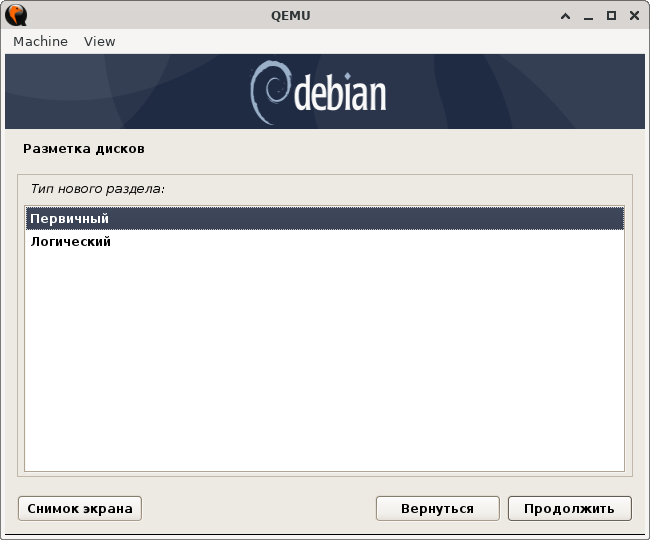 QEMU
Machine View
debian
Разметка дисков
Тип нового раздела:
Первичный
Логический
Снимок экрана Вернуться Продолжить